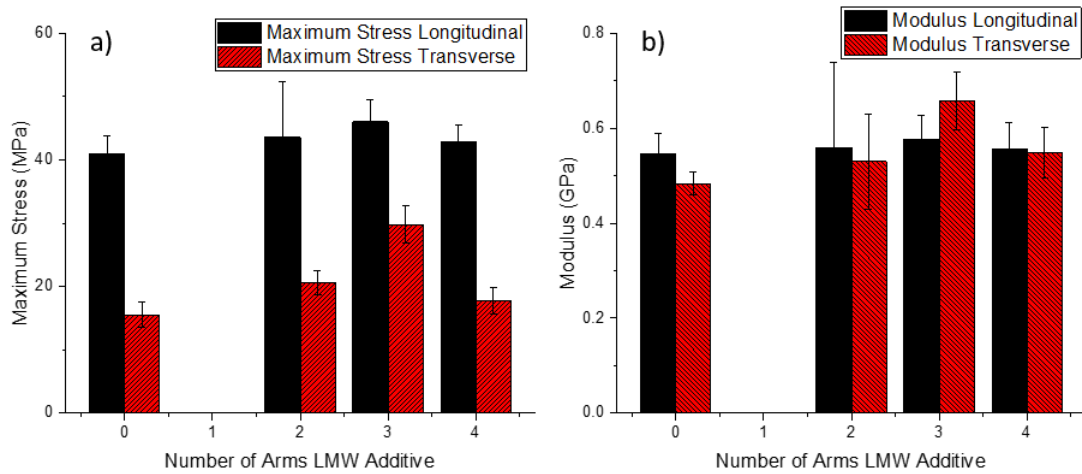 a)
Maximum Stress Longitudinal
Maximum Stress Transverse
Maximum Stress (MPa)
60
40
20
0
0 1 2 3 4
Number of Arms LMW Additive
b)
Modulus Longitudinal
Modulus Transverse
Modulus (GPa)
0.8
0.6
0.4
0.2
0.0
0 1 2 3 4
Number of Arms LMW Additive